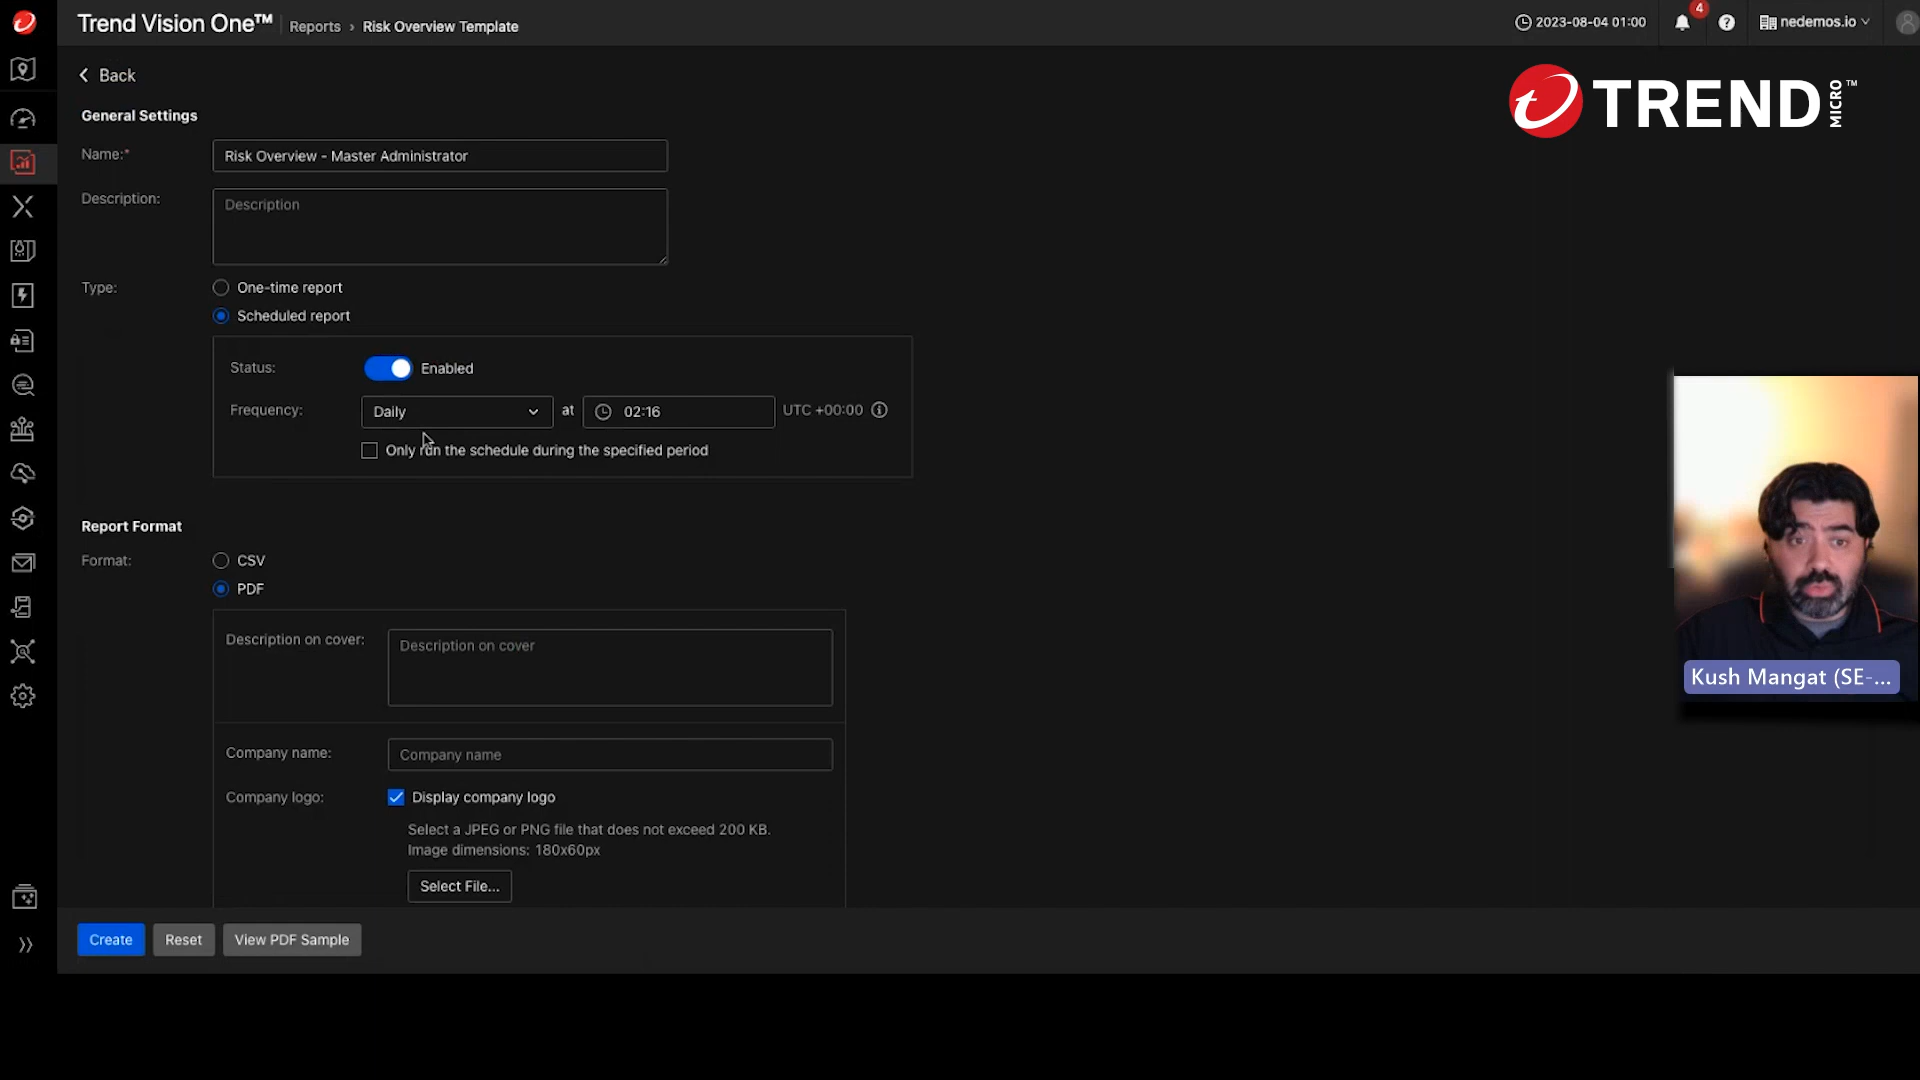 Trend Vision One™
Reports › Risk Overview Template
2023-08-04 01:00
4
nedemos.io
Back
TREND MICRO™
General Settings
Name:*
Risk Overview - Master Administrator
Description:
Description
Type:
One-time report
Scheduled report
Status:
Enabled
Frequency:
Daily
at
02:16
UTC +00:00
Only run the schedule during the specified period
Report Format
Format:
CSV
PDF
Description on cover:
Description on cover
Company name:
Company name
Company logo:
Display company logo
Select a JPEG or PNG file that does not exceed 200 KB.
Image dimensions: 180x60px
Select File...
Kush Mangat (SE-...
Create
Reset
View PDF Sample